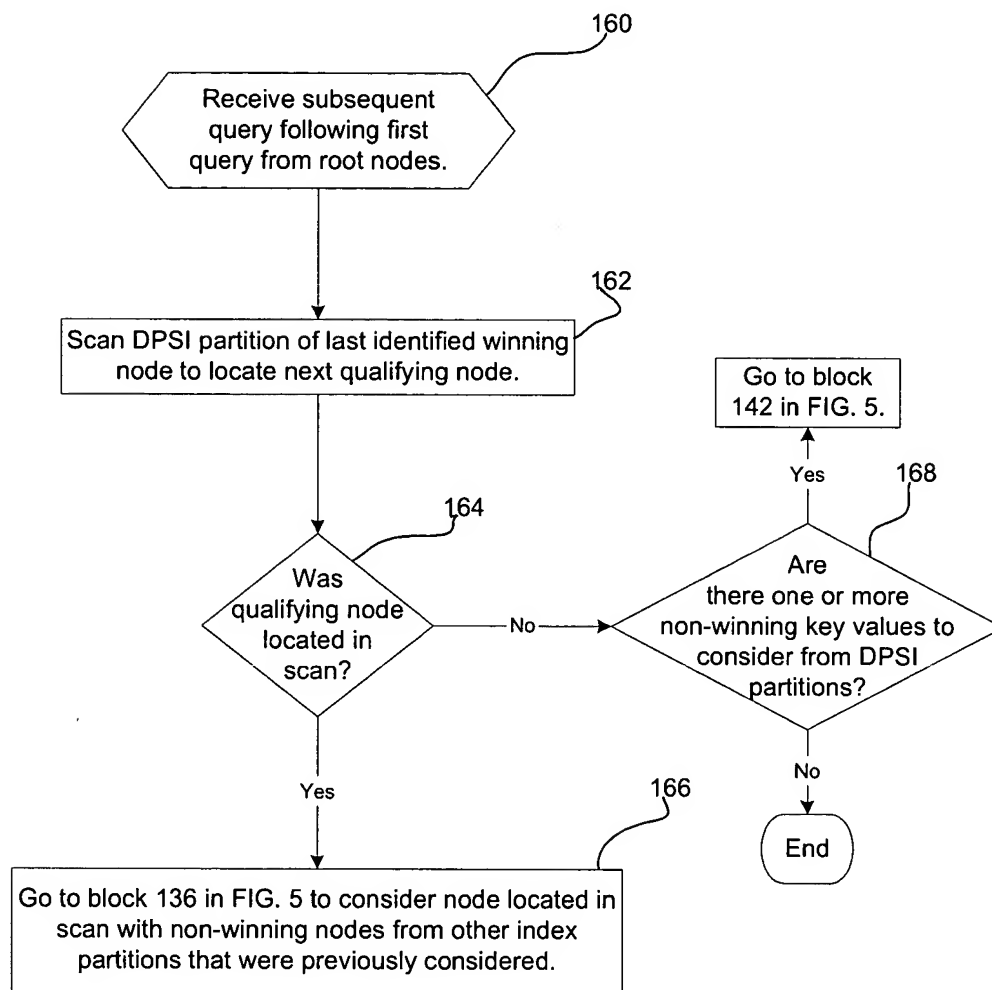 160
Receive subsequent
query following first
query from root nodes.
162
Scan DPSI partition of last identified winning
node to locate next qualifying node.
Go to block
142 in FIG. 5.
Yes
168
164
Was
qualifying node
located in
scan?
No
Are
there one or more
non-winning key values to
consider from DPSI
partitions?
Yes
No
166
End
Go to block 136 in FIG. 5 to consider node located in
scan with non-winning nodes from other index
partitions that were previously considered.